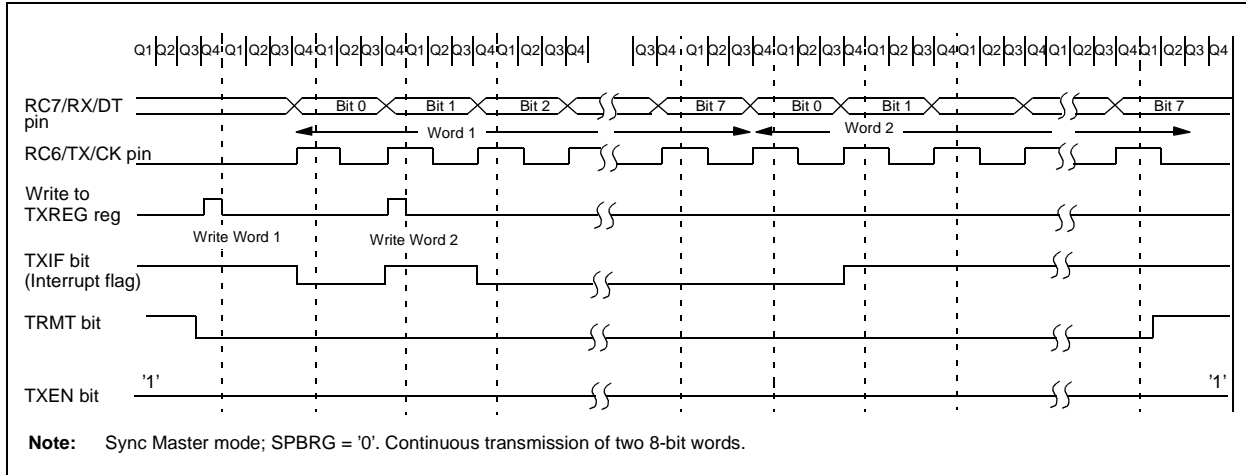 Q1 Q2 Q3 Q4 Q1 Q2 Q3 Q4 Q1 Q2 Q3 Q4 Q1 Q2 Q3 Q4 Q1 Q2 Q3 Q4 Q3 Q4 Q1 Q2 Q3 Q4 Q1 Q2 Q3 Q4 Q1 Q2 Q3 Q4 Q1 Q2 Q3 Q4 Q1 Q2 Q3 Q4 Q1 Q2 Q3 Q4
RC7/RX/DT
pin
Bit 0 Bit 1 Bit 2 Bit 7 Bit 0 Bit 1 Bit 7
Word 1 Word 2
RC6/TX/CK pin
Write to
TXREG reg
Write Word 1 Write Word 2
TXIF bit
(Interrupt flag)
TRMT bit
TXEN bit
'1' '1'
Note: Sync Master mode; SPBRG = '0'. Continuous transmission of two 8-bit words.